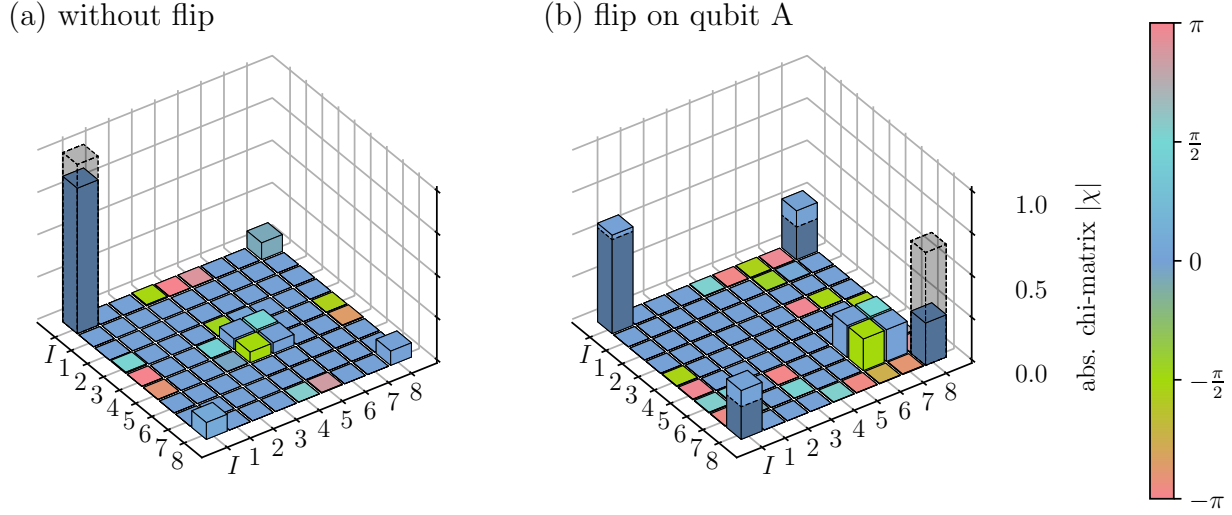 (a) without flip
(b) flip on qubit A
I 1 2 3 4 5 6 7 8
I 1 2 3 4 5 6 7 8
I 1 2 3 4 5 6 7 8
I 1 2 3 4 5 6 7 8
1.0
0.5
0.0
abs. chi-matrix |χ|
π
π/2
0
−π/2
−π